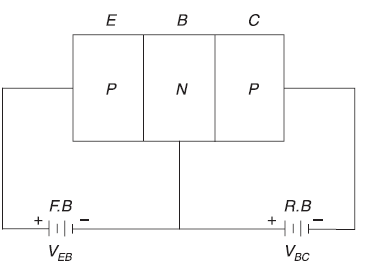 E B C
P N P
F.B R.B
+ − + −
V_EB V_BC